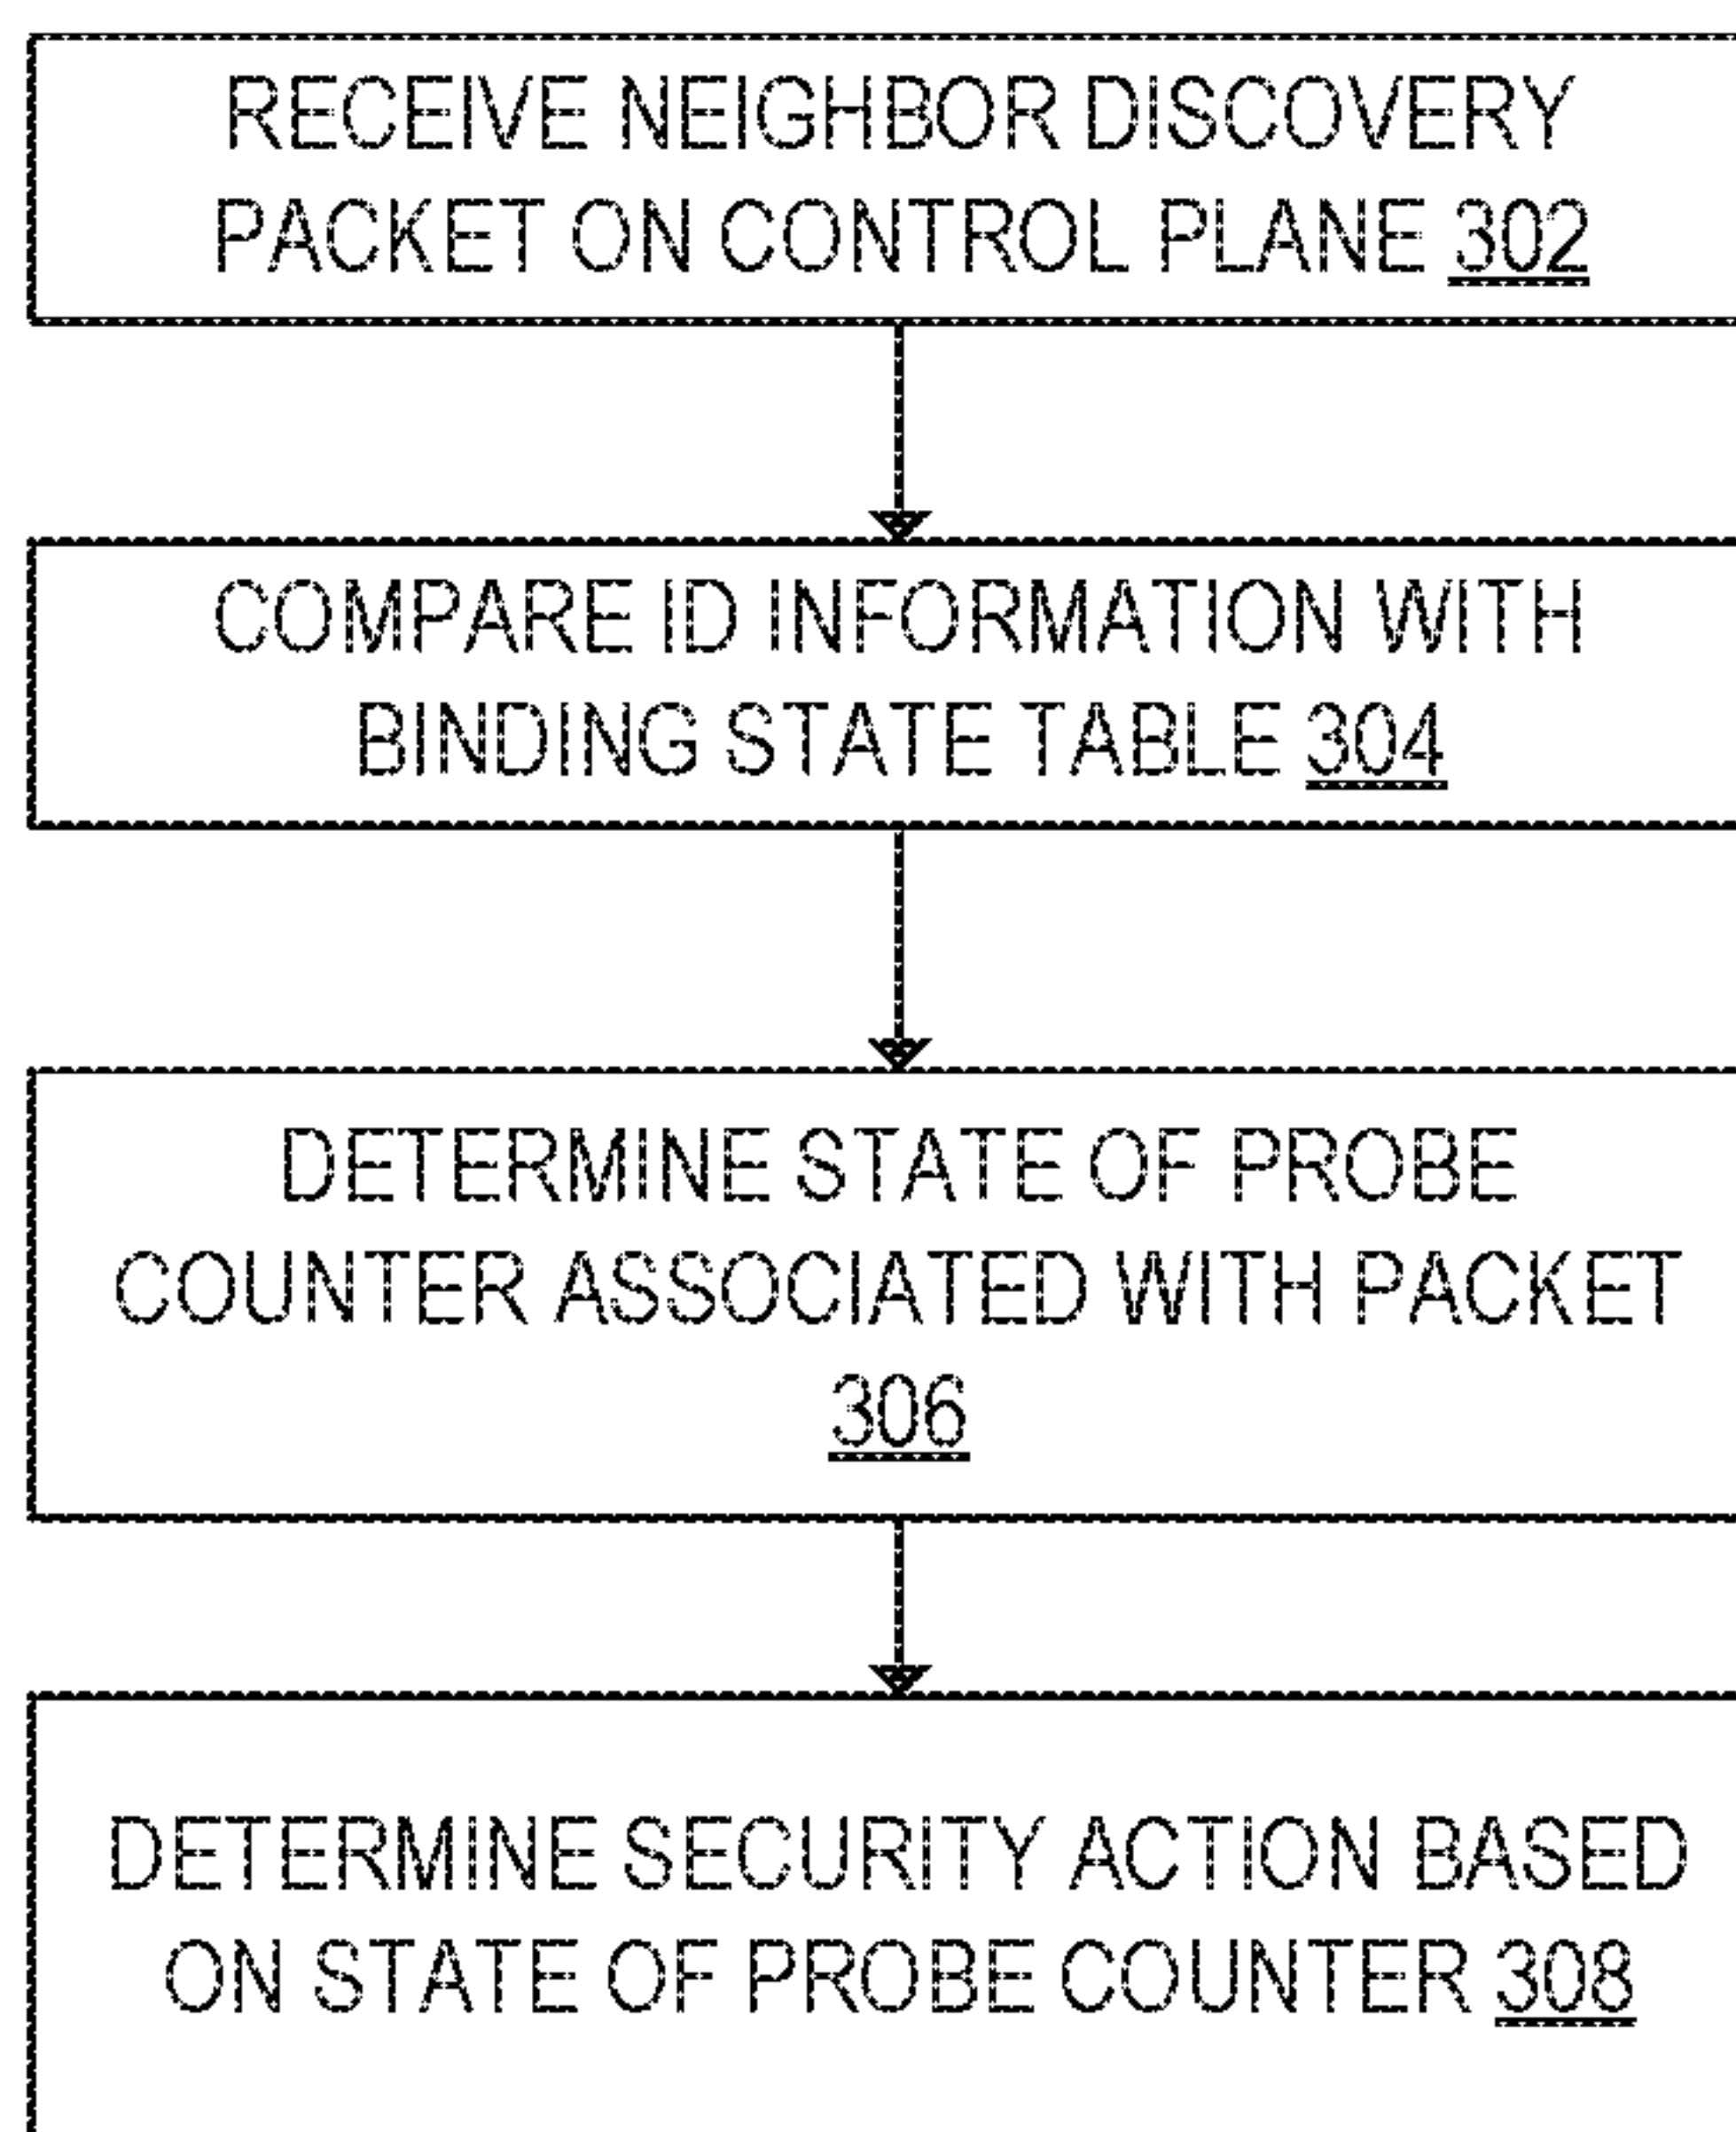 RECEIVE NEIGHBOR DISCOVERY
PACKET ON CONTROL PLANE 302
COMPARE ID INFORMATION WITH
BINDING STATE TABLE 304
DETERMINE STATE OF PROBE
COUNTER ASSOCIATED WITH PACKET
306
DETERMINE SECURITY ACTION BASED
ON STATE OF PROBE COUNTER 308